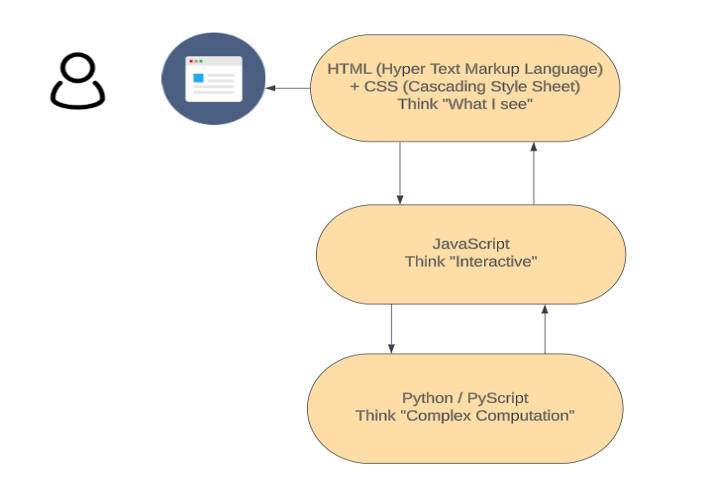 HTML (Hyper Text Markup Language)
+ CSS (Cascading Style Sheet)
Think "What I see"
JavaScript
Think "Interactive"
Python / PyScript
Think "Complex Computation"